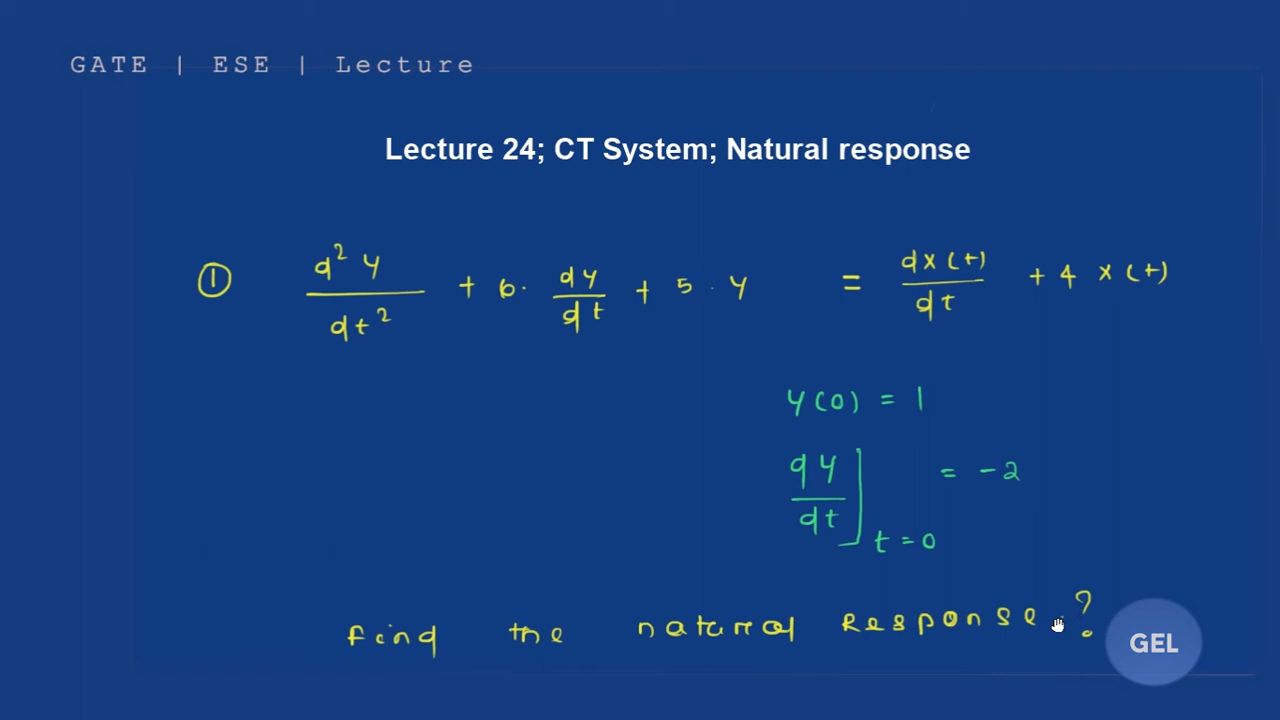 GATE | ESE | Lecture
Lecture 24; CT System; Natural response
① d²y/dt² + 6 · dy/dt + 5 · y = dx(t)/dt + 4 x(t)
y(0) = 1
dy/dt]t=0 = -2
find the natural Response ?
GEL